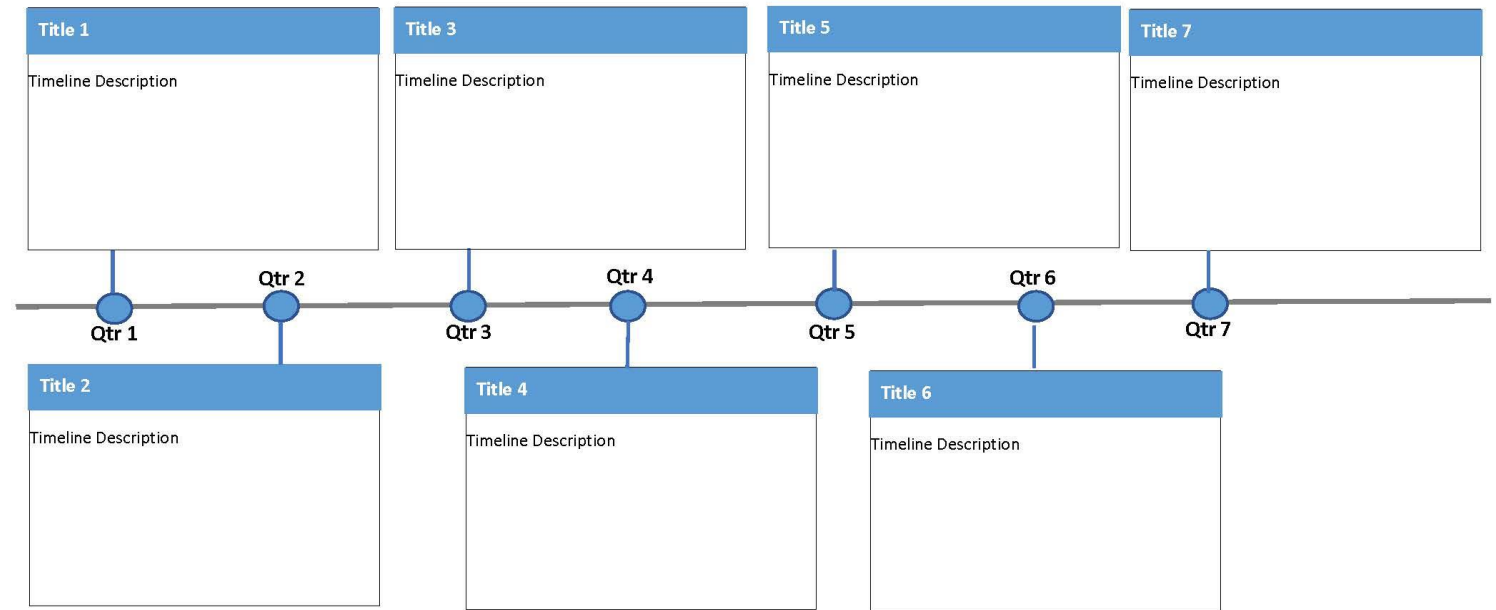 Title 1
Timeline Description
Title 3
Timeline Description
Title 5
Timeline Description
Title 7
Timeline Description
Qtr 1
Qtr 2
Qtr 3
Qtr 4
Qtr 5
Qtr 6
Qtr 7
Title 2
Timeline Description
Title 4
Timeline Description
Title 6
Timeline Description